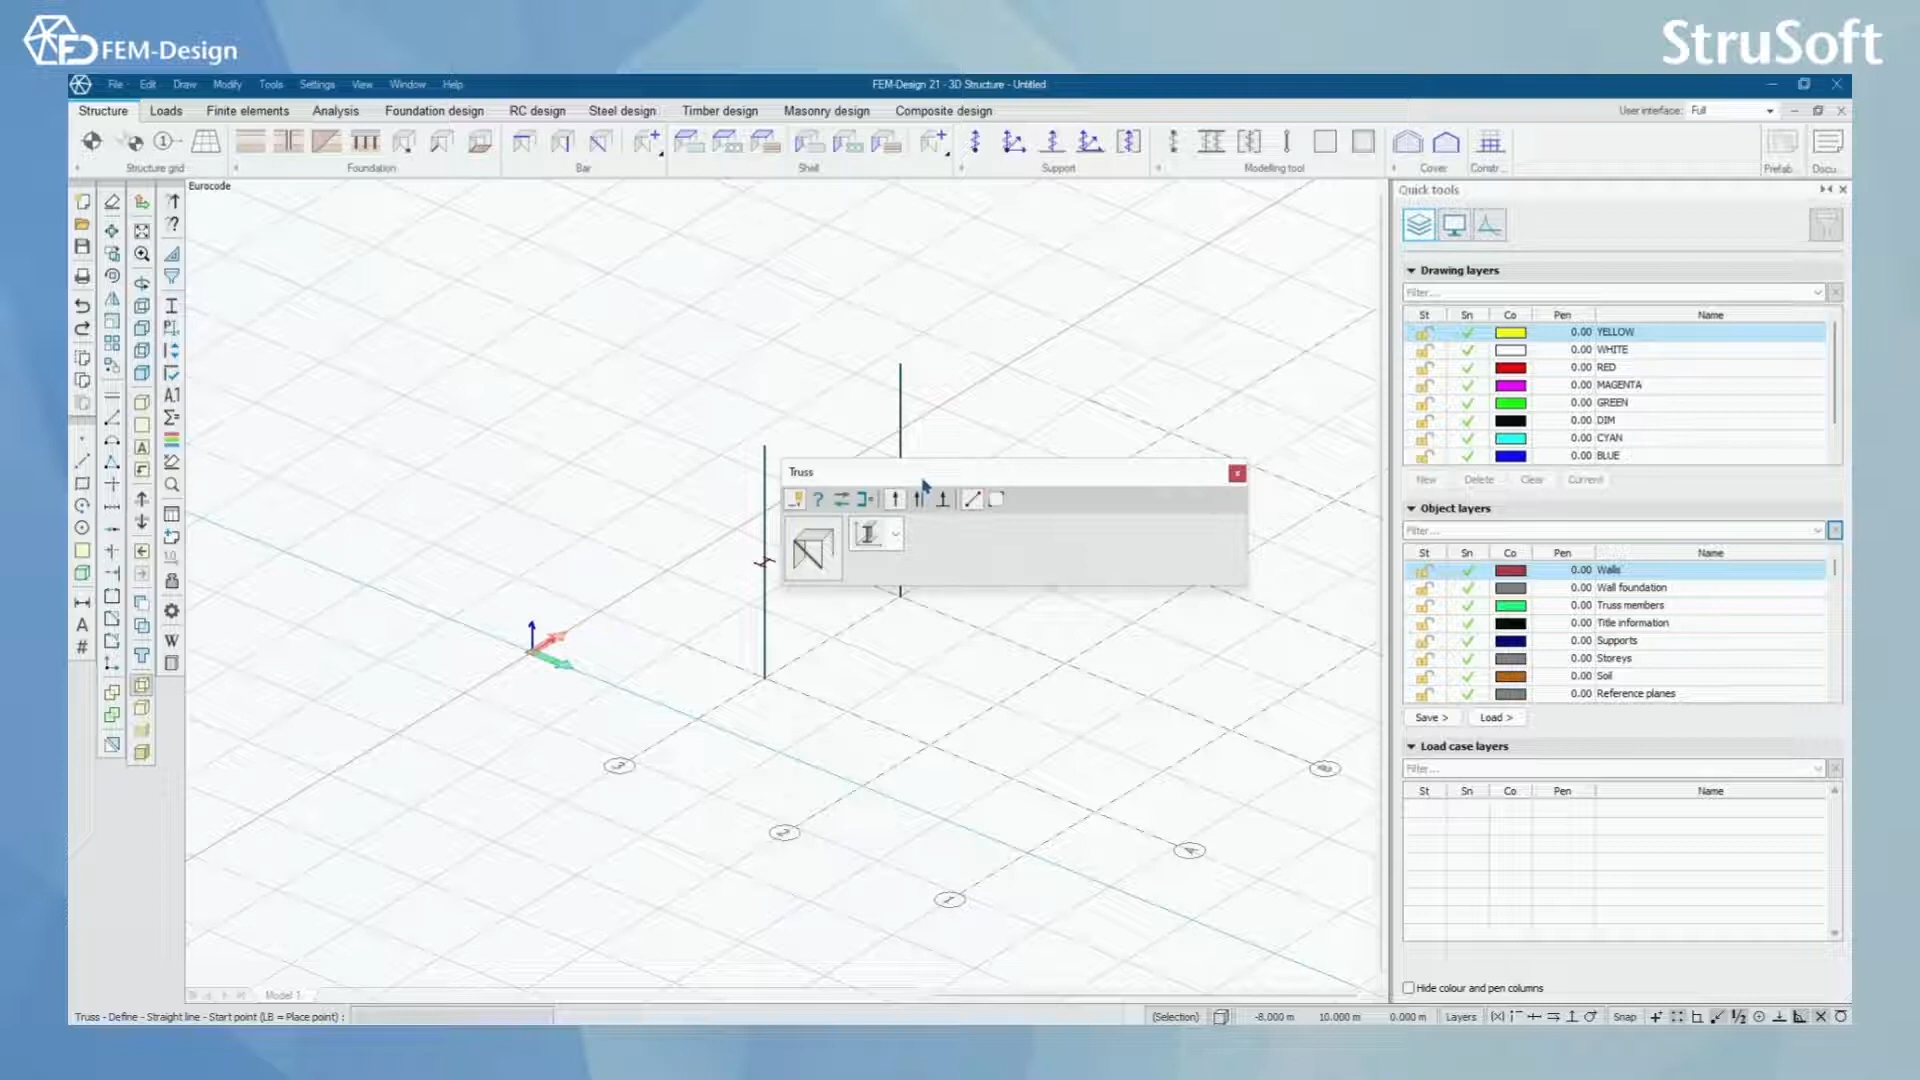 FEM-Design
StruSoft
File Edit Draw Modify Tools Settings View Window Help
FEM-Design 21 - 3D Structure - Untitled
Structure Loads Finite elements Analysis Foundation design RC design Steel design Timber design Masonry design Composite design
User interface: Full
Structure grid Foundation Bar Shell Support Modelling tool Cover Constr... Prefab... Docu...
Eurocode
Quick tools
Drawing layers
Filter...
St Sn Co Pen Name
0.00 YELLOW
0.00 WHITE
0.00 RED
0.00 MAGENTA
0.00 GREEN
0.00 DIM
0.00 CYAN
0.00 BLUE
New Delete Clear Current
Object layers
Filter...
St Sn Co Pen Name
0.00 Walls
0.00 Wall foundation
0.00 Truss members
0.00 Title information
0.00 Supports
0.00 Storeys
0.00 Soil
0.00 Reference planes
Save > Load >
Load case layers
Filter...
St Sn Co Pen Name
Hide colour and pen columns
Truss
3
2
1
A
B
Model 1
Truss - Define - Straight line - Start point (LB = Place point) :
(Selection) -8.000 m 10.000 m 0.000 m Layers Snap